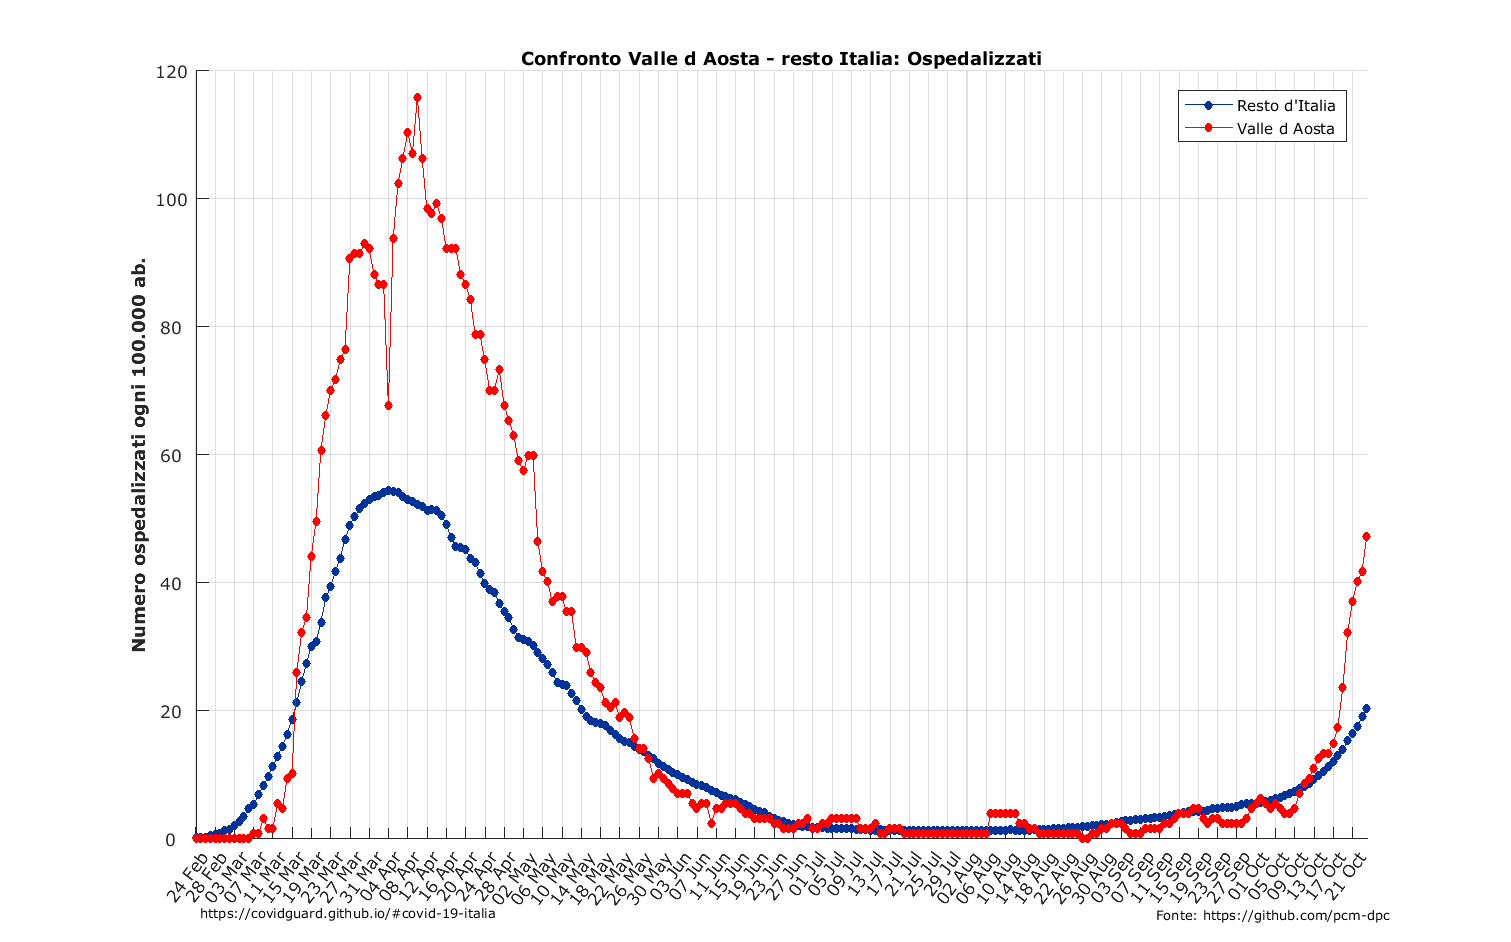 Confronto Valle d Aosta - resto Italia: Ospedalizzati
Resto d'Italia
Valle d Aosta
Numero ospedalizzati ogni 100.000 ab.
120
100
80
60
40
20
0
24 Feb
28 Feb
03 Mar
07 Mar
11 Mar
15 Mar
19 Mar
23 Mar
27 Mar
31 Mar
04 Apr
08 Apr
12 Apr
16 Apr
20 Apr
24 Apr
28 Apr
02 May
06 May
10 May
14 May
18 May
22 May
26 May
30 May
03 Jun
07 Jun
11 Jun
15 Jun
19 Jun
23 Jun
27 Jun
01 Jul
05 Jul
09 Jul
13 Jul
17 Jul
21 Jul
25 Jul
29 Jul
02 Aug
06 Aug
10 Aug
14 Aug
18 Aug
22 Aug
26 Aug
30 Aug
03 Sep
07 Sep
11 Sep
15 Sep
19 Sep
23 Sep
27 Sep
01 Oct
05 Oct
09 Oct
13 Oct
17 Oct
21 Oct
https://covidguard.github.io/#covid-19-italia
Fonte: https://github.com/pcm-dpc